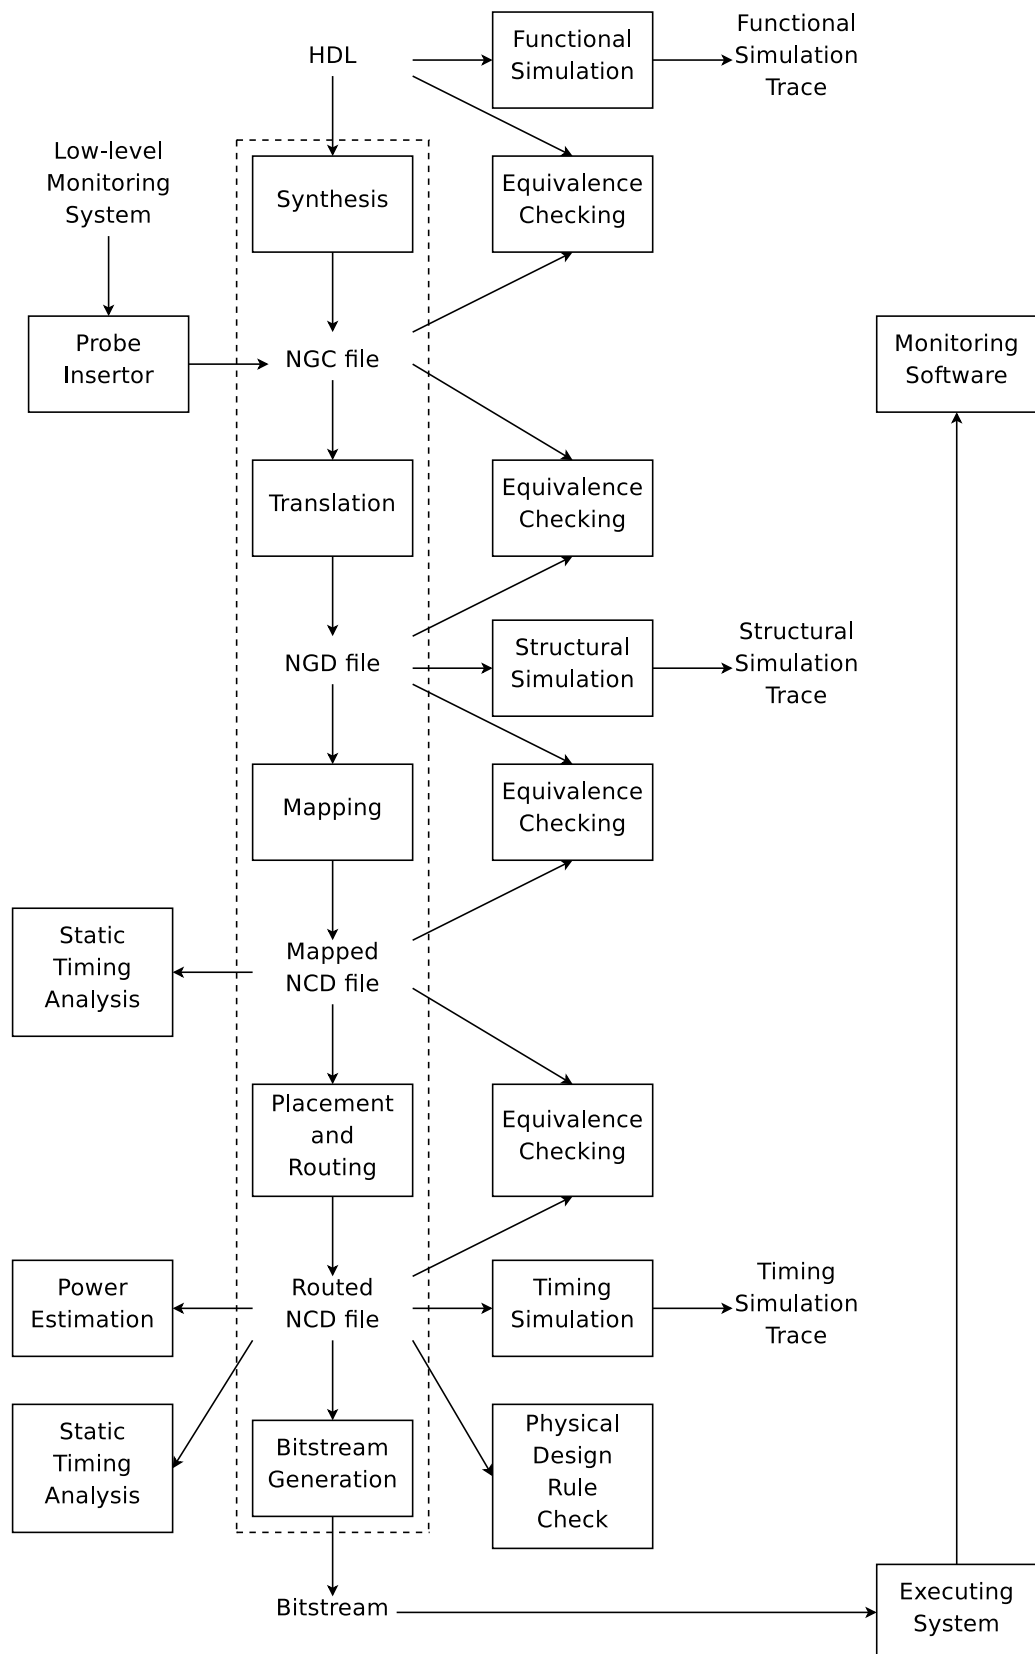 HDL
Functional
Simulation
Functional
Simulation
Trace
Low-level
Monitoring
System
Synthesis
Equivalence
Checking
Probe
Insertor
NGC file
Monitoring
Software
Translation
Equivalence
Checking
NGD file
Structural
Simulation
Structural
Simulation
Trace
Mapping
Equivalence
Checking
Static
Timing
Analysis
Mapped
NCD file
Placement
and
Routing
Equivalence
Checking
Power
Estimation
Routed
NCD file
Timing
Simulation
Timing
Simulation
Trace
Static
Timing
Analysis
Bitstream
Generation
Physical
Design
Rule
Check
Bitstream
Executing
System